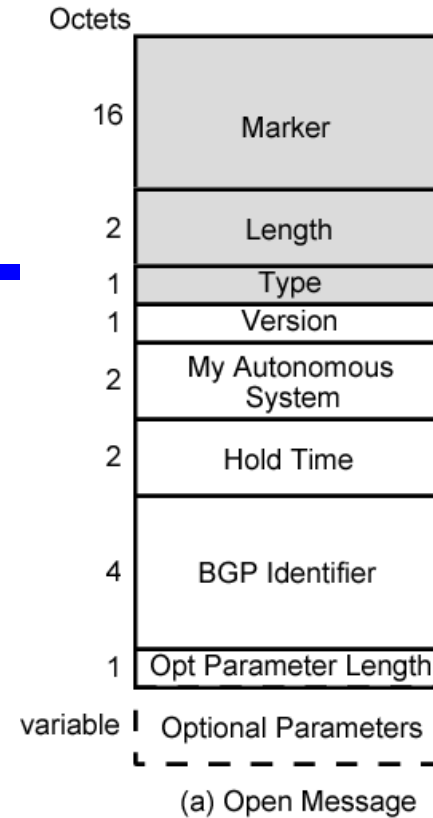 Octets
16 Marker
2 Length
1 Type
1 Version
2 My Autonomous
System
2 Hold Time
4 BGP Identifier
1 Opt Parameter Length
variable Optional Parameters
(a) Open Message